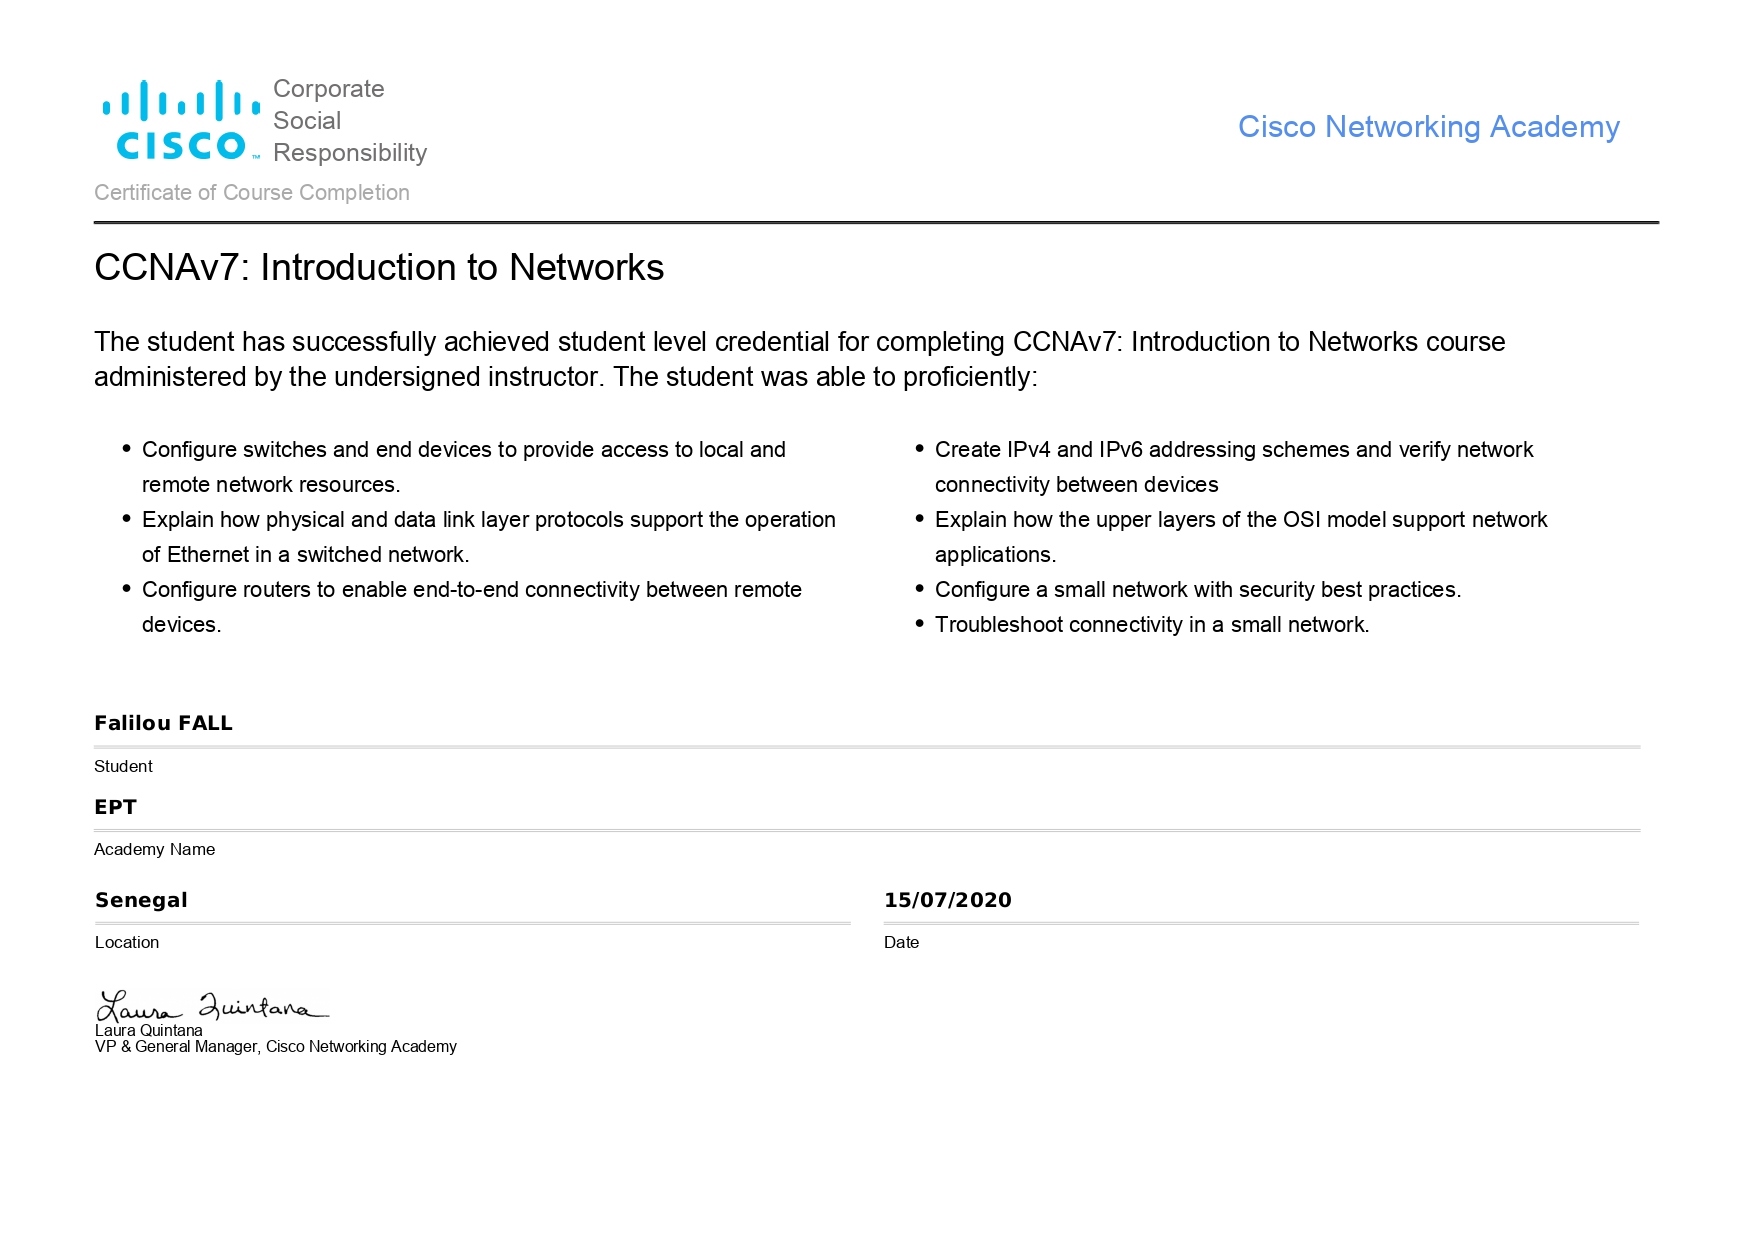 Corporate
Social
Responsibility
CISCO™
Cisco Networking Academy
Certificate of Course Completion
CCNAv7: Introduction to Networks
The student has successfully achieved student level credential for completing CCNAv7: Introduction to Networks course
administered by the undersigned instructor. The student was able to proficiently:
• Configure switches and end devices to provide access to local and
remote network resources.
• Explain how physical and data link layer protocols support the operation
of Ethernet in a switched network.
• Configure routers to enable end-to-end connectivity between remote
devices.
• Create IPv4 and IPv6 addressing schemes and verify network
connectivity between devices
• Explain how the upper layers of the OSI model support network
applications.
• Configure a small network with security best practices.
• Troubleshoot connectivity in a small network.
Falilou FALL
Student
EPT
Academy Name
Senegal
Location
15/07/2020
Date
Laura Quintana
Laura Quintana
VP & General Manager, Cisco Networking Academy